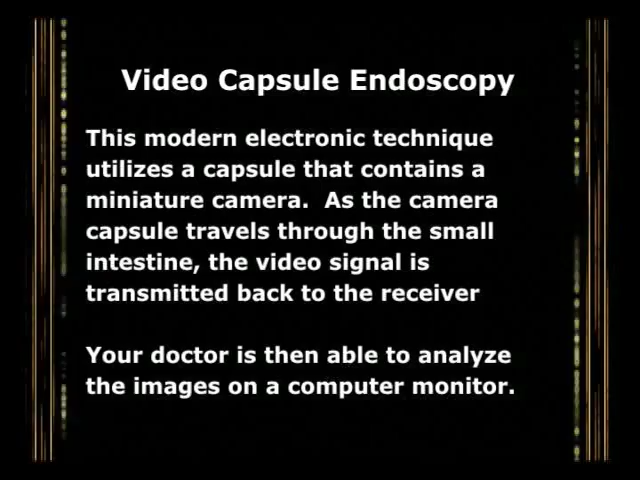 Video Capsule Endoscopy
This modern electronic technique
utilizes a capsule that contains a
miniature camera.  As the camera
capsule travels through the small
intestine, the video signal is
transmitted back to the receiver
Your doctor is then able to analyze
the images on a computer monitor.